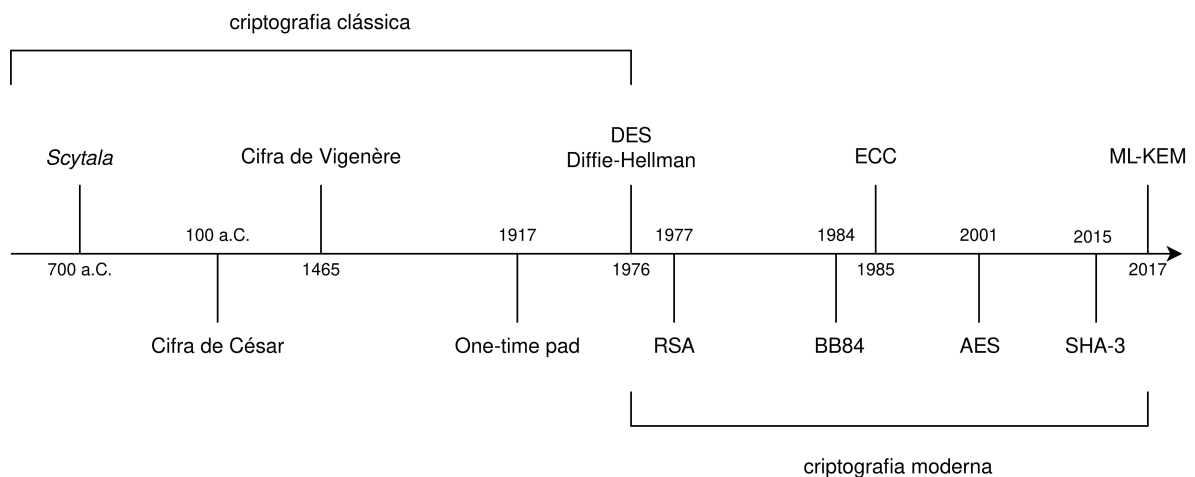 criptografia clássica
DES
Scytala
Cifra de Vigenère
Diffie-Hellman
ECC
ML-KEM
100 a.C.
1917
1977
1984
2001
2015
700 a.C.
1465
1976
1985
2017
Cifra de César
One-time pad
RSA
BB84
AES
SHA-3
criptografia moderna